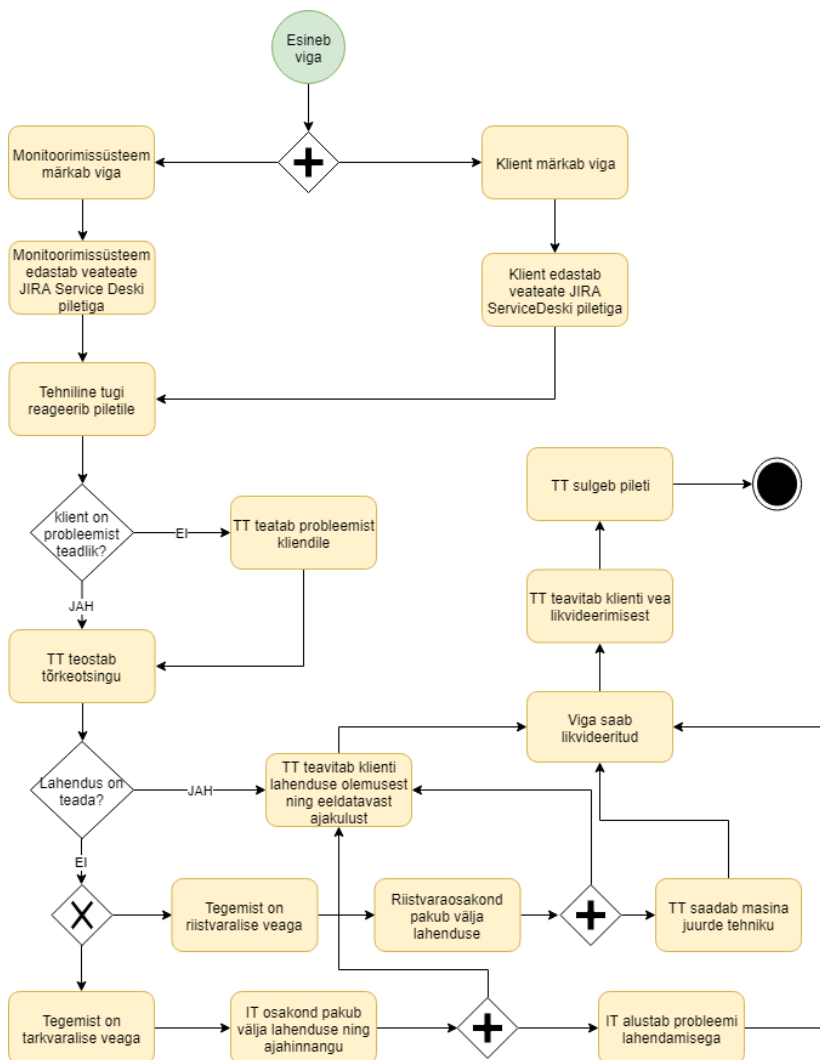 Esineb
viga
Monitoorimissüsteem
märkab viga
Klient märkab viga
Monitoorimissüsteem
edastab veateate
JIRA Service Deski
piletiga
Klient edastab
veateate JIRA
ServiceDeski piletiga
Tehniline tugi
reageerib piletile
klient on
probleemist
teadlik?
EI
TT teatab probleemist
kliendile
TT sulgeb pileti
JAH
TT teavitab klienti vea
likvideerimisest
TT teostab
tõrkeotsingu
Viga saab
likvideeritud
Lahendus on
teada?
JAH
TT teavitab klienti
lahenduse olemusest
ning eeldatavast
ajakulust
EI
Tegemist on
riistvaralise veaga
Riistvaraosakond
pakub välja
lahenduse
TT saadab masina
juurde tehniku
Tegemist on
tarkvaralise veaga
IT osakond pakub
välja lahenduse ning
ajahinnangu
IT alustab probleemi
lahendamisega